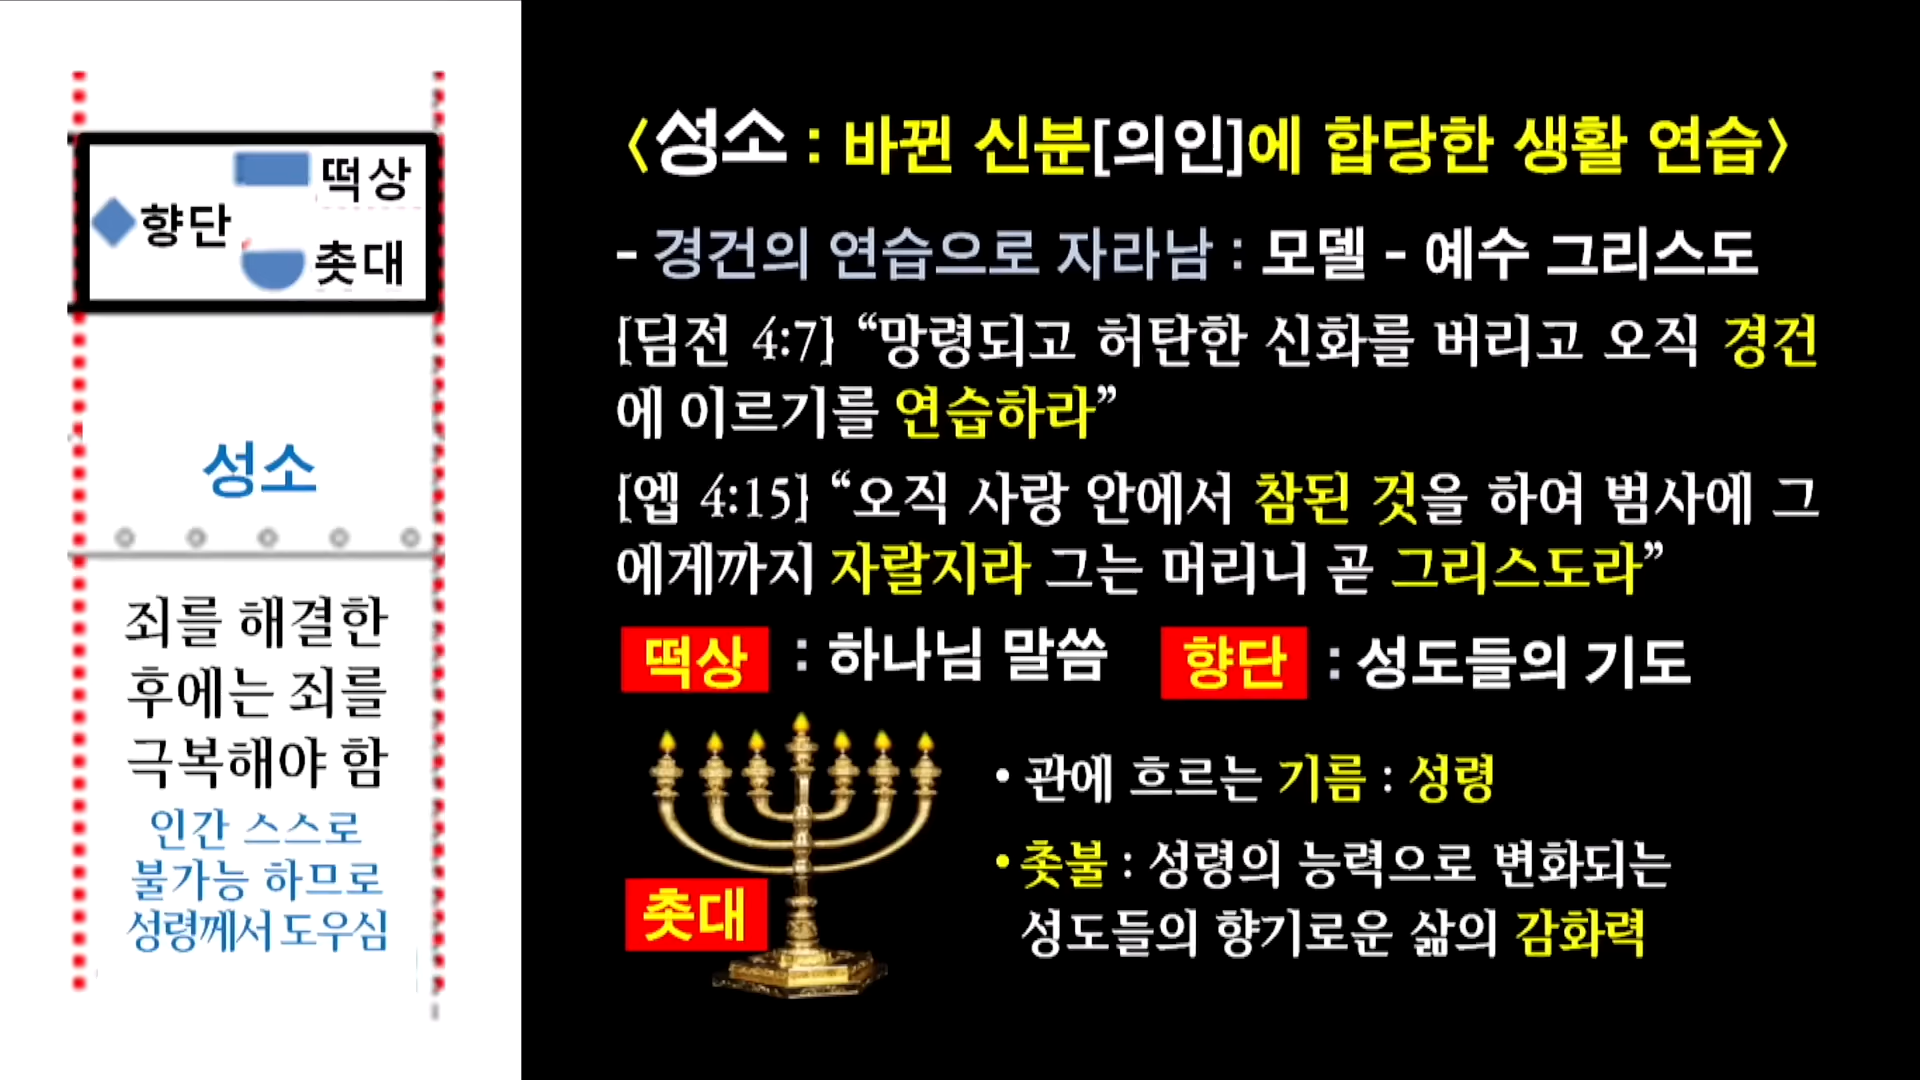 떡상
향단
촛대
성소
죄를 해결한
후에는 죄를
극복해야 함
인간 스스로
불가능 하므로
성령께서 도우심
<성소 : 바뀐 신분[의인]에 합당한 생활 연습>
- 경건의 연습으로 자라남 : 모델 - 예수 그리스도
[딤전 4:7] “망령되고 허탄한 신화를 버리고 오직 경건
에 이르기를 연습하라”
[엡 4:15] “오직 사랑 안에서 참된 것을 하여 범사에 그
에게까지 자랄지라 그는 머리니 곧 그리스도라”
떡상 : 하나님 말씀 향단 : 성도들의 기도
• 관에 흐르는 기름 : 성령
• 촛불 : 성령의 능력으로 변화되는
성도들의 향기로운 삶의 감화력
촛대